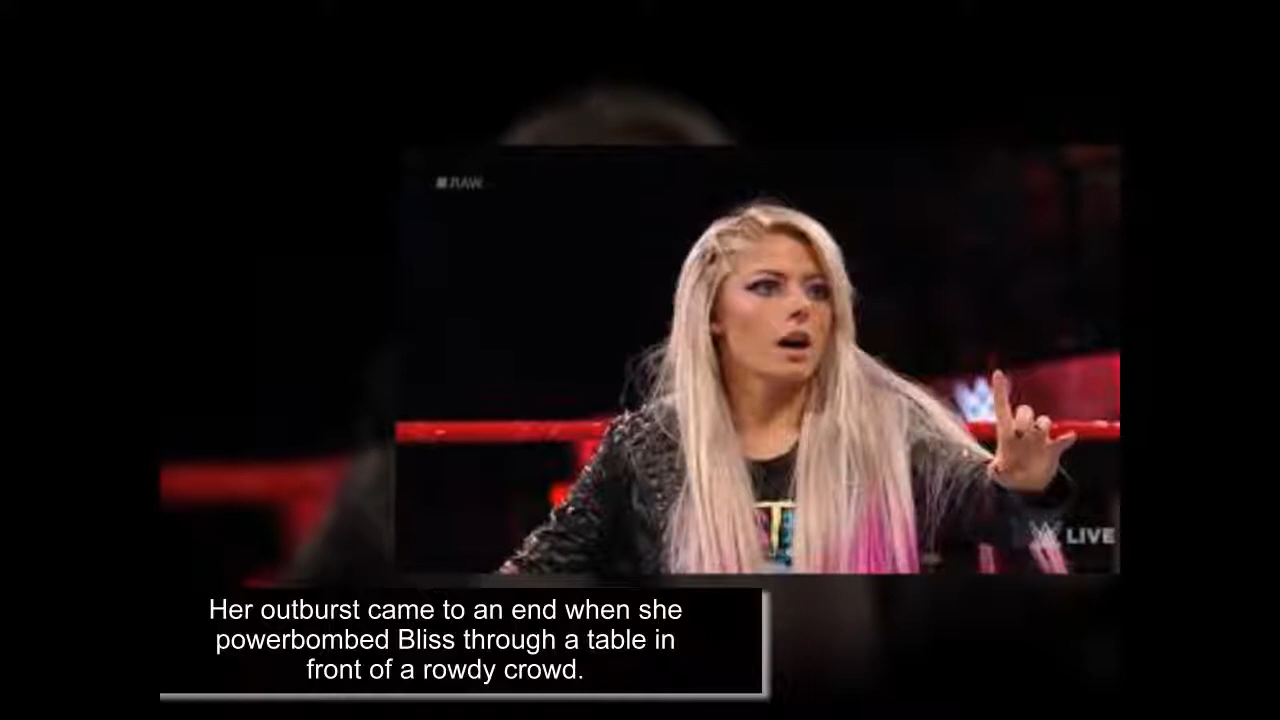 RAW
W
LIVE
Her outburst came to an end when she
powerbombed Bliss through a table in
front of a rowdy crowd.